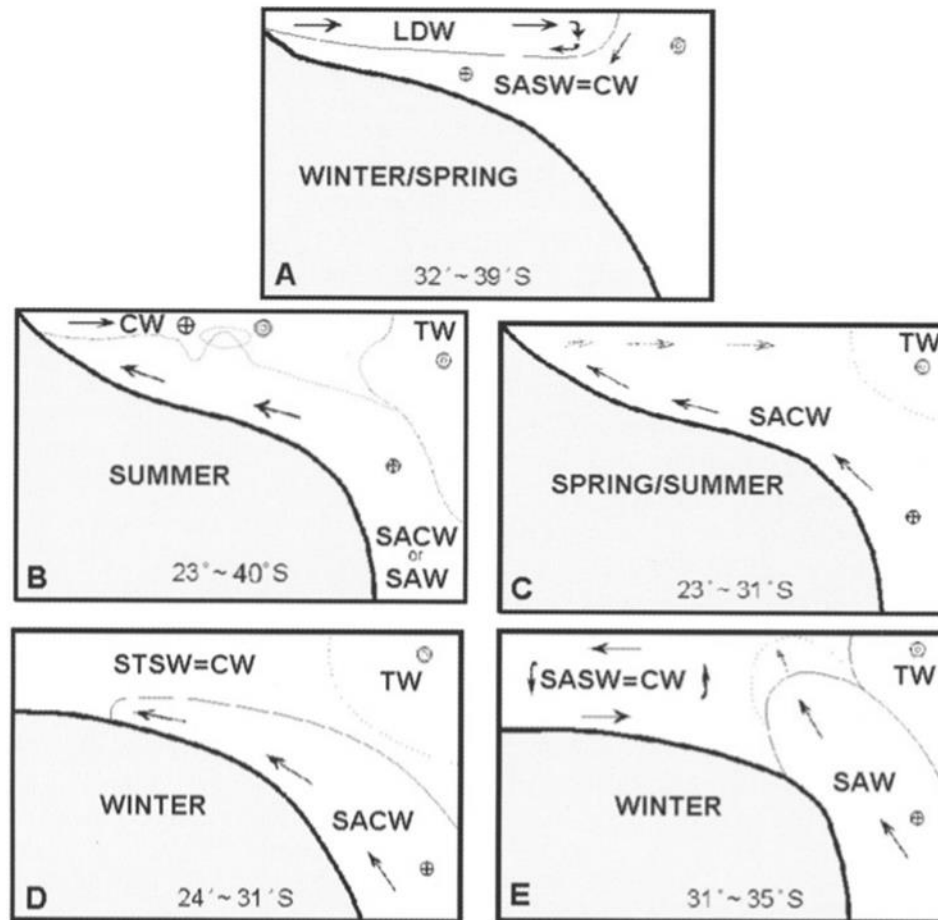 LDW
SASW=CW
WINTER/SPRING
A
32´~39´S
CW
TW
SUMMER
SACW
or
SAW
B
23°~40°S
TW
SACW
SPRING/SUMMER
C
23°~31°S
STSW=CW
TW
WINTER
SACW
D
24´~31´S
TW
SASW=CW
SAW
WINTER
E
31°~35°S